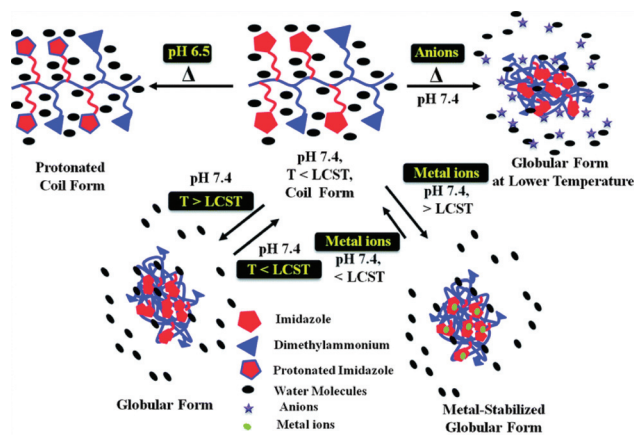 pH 6.5
Δ
Anions
Δ
pH 7.4
Protonated
Coil Form
pH 7.4,
T < LCST,
Coil Form
Globular Form
at Lower Temperature
pH 7.4
T > LCST
Metal ions
pH 7.4,
> LCST
pH 7.4
T < LCST
Metal ions
pH 7.4,
< LCST
Globular Form
Imidazole
Dimethylammonium
Protonated Imidazole
Water Molecules
Anions
Metal ions
Metal-Stabilized
Globular Form